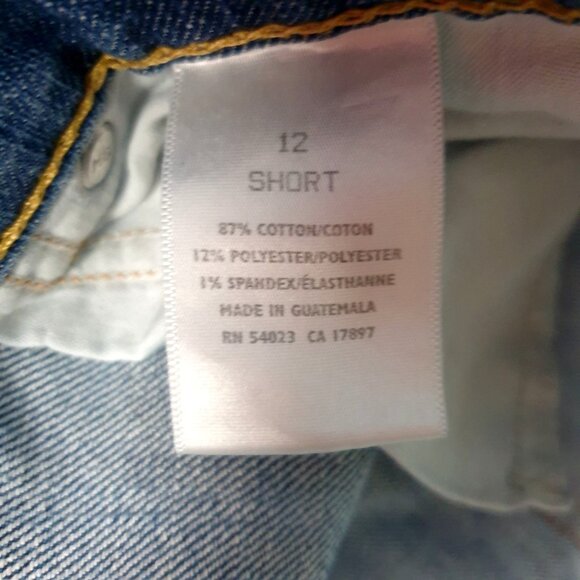 12
SHORT
87% COTTON/COTON
12% POLYESTER/POLYESTER
1% SPANDEX/ÉLASTHANNE
MADE IN GUATEMALA
RN 54023 CA 17897